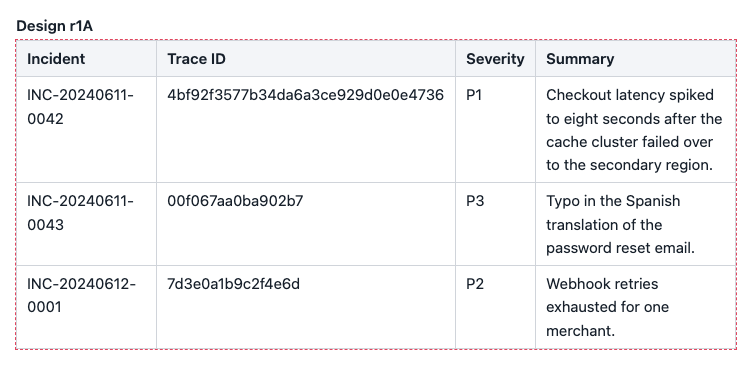 Design r1A
Incident Trace ID Severity Summary
INC-20240611-
0042
4bf92f3577b34da6a3ce929d0e0e4736
P1
Checkout latency spiked
to eight seconds after the
cache cluster failed over
to the secondary region.
INC-20240611-
0043
00f067aa0ba902b7
P3
Typo in the Spanish
translation of the
password reset email.
INC-20240612-
0001
7d3e0a1b9c2f4e6d
P2
Webhook retries
exhausted for one
merchant.